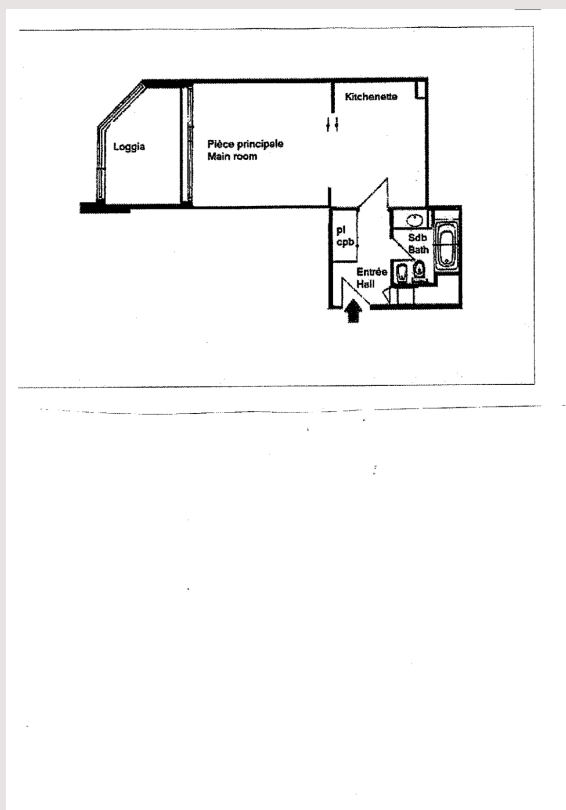 Kitchenette
Loggia
Pièce principale
Main room
pl
cpb
Sdb
Bath
Entrée
Hall